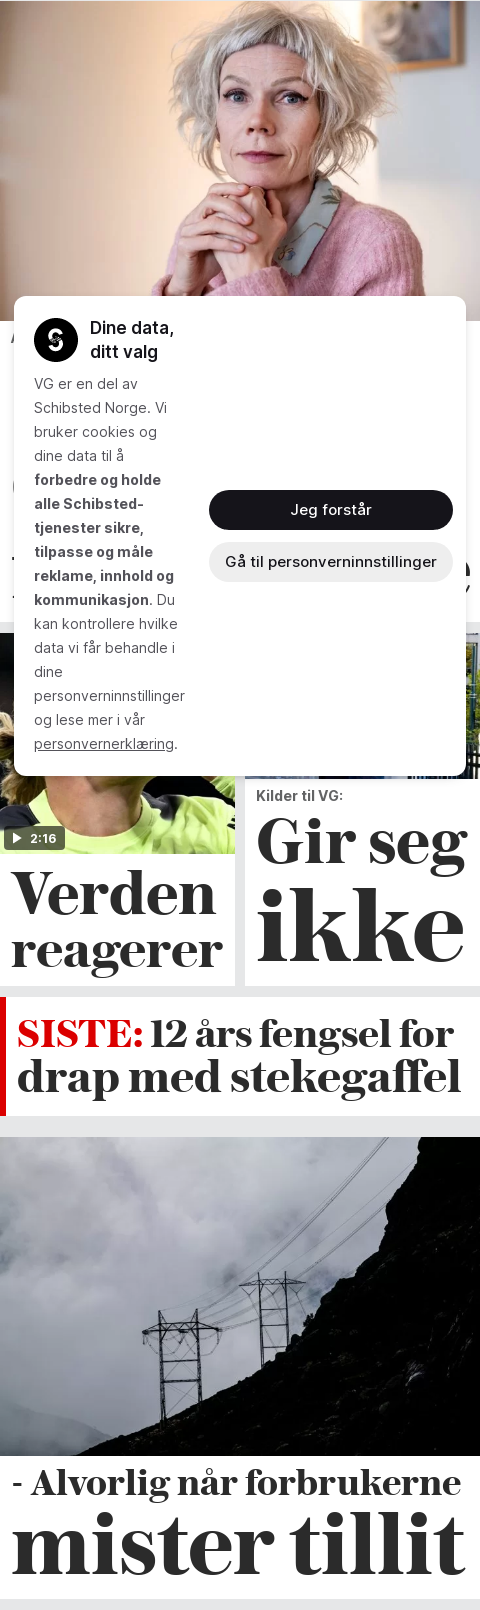 Dine data,
ditt valg
VG er en del av
Schibsted Norge. Vi
bruker cookies og
dine data til å
forbedre og holde
alle Schibsted-
tjenester sikre,
tilpasse og måle
reklame, innhold og
kommunikasjon. Du
kan kontrollere hvilke
data vi får behandle i
dine
personverninnstillinger
og lese mer i vår
personvernerklæring.
Jeg forstår
Gå til personverninnstillinger
2:16
Verden
reagerer
Kilder til VG:
Gir seg
ikke
SISTE: 12 års fengsel for
drap med stekegaffel
- Alvorlig når forbrukerne
mister tillit